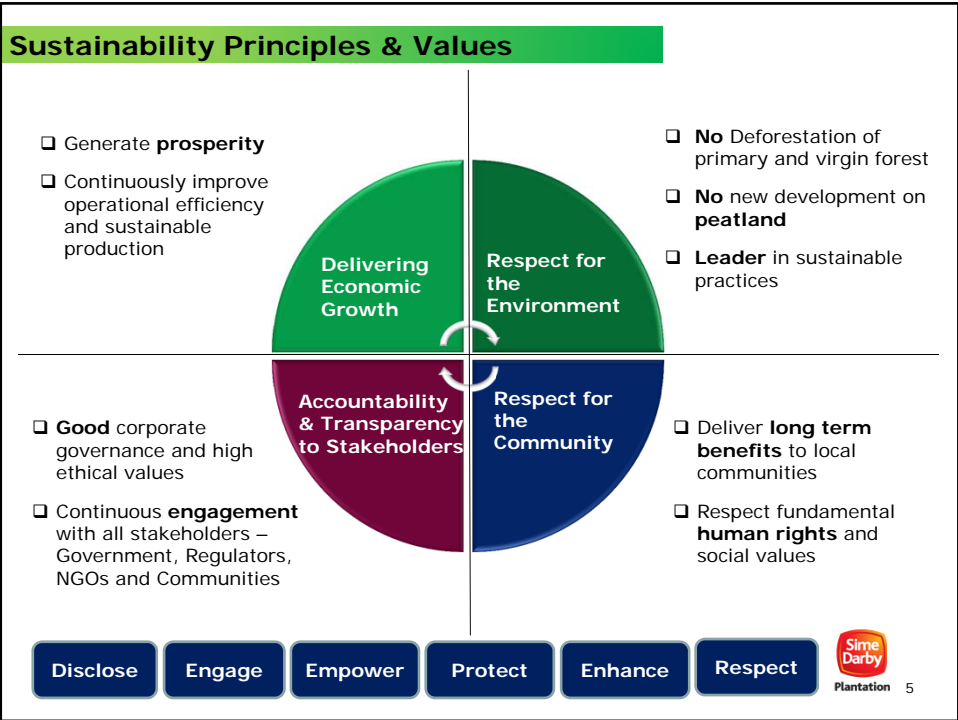 Sustainability Principles & Values
❑ Generate prosperity
❑ Continuously improve
operational efficiency
and sustainable
production
❑ No Deforestation of
primary and virgin forest
❑ No new development on
peatland
❑ Leader in sustainable
practices
Delivering
Economic
Growth
Respect for
the
Environment
Accountability
& Transparency
to Stakeholders
Respect for
the
Community
❑ Good corporate
governance and high
ethical values
❑ Continuous engagement
with all stakeholders –
Government, Regulators,
NGOs and Communities
❑ Deliver long term
benefits to local
communities
❑ Respect fundamental
human rights and
social values
Disclose
Engage
Empower
Protect
Enhance
Respect
Sime
Darby
Plantation
5